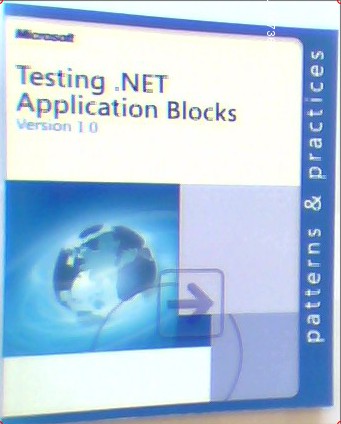 Microsoft
Testing .NET
Application Blocks
Version 1.0
patterns & practices